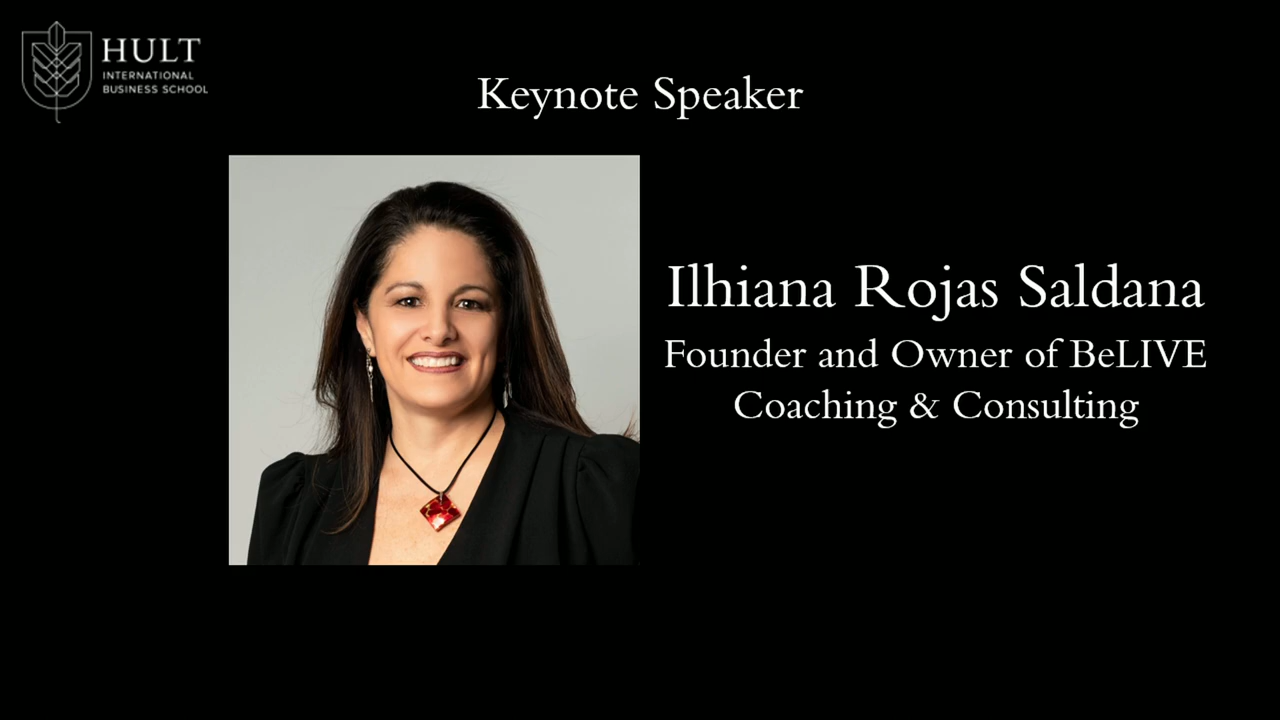 HULT
INTERNATIONAL
BUSINESS SCHOOL
Keynote Speaker
Ilhiana Rojas Saldana
Founder and Owner of BeLIVE
Coaching & Consulting